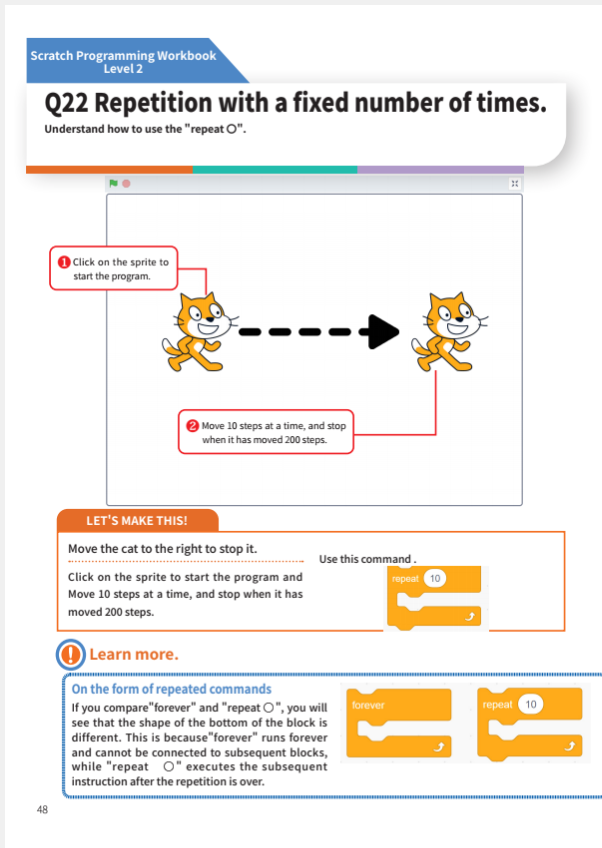 Scratch Programming Workbook
Level 2
Q22 Repetition with a fixed number of times.
Understand how to use the "repeat〇".
❶ Click on the sprite to
start the program.
❷ Move 10 steps at a time, and stop
when it has moved 200 steps.
LET'S MAKE THIS!
Move the cat to the right to stop it.
Click on the sprite to start the program and
Move 10 steps at a time, and stop when it has
moved 200 steps.
Use this command .
repeat 10
Learn more.
On the form of repeated commands
If you compare"forever" and "repeat〇", you will
see that the shape of the bottom of the block is
different. This is because"forever" runs forever
and cannot be connected to subsequent blocks,
while "repeat 〇" executes the subsequent
instruction after the repetition is over.
forever
repeat 10
48